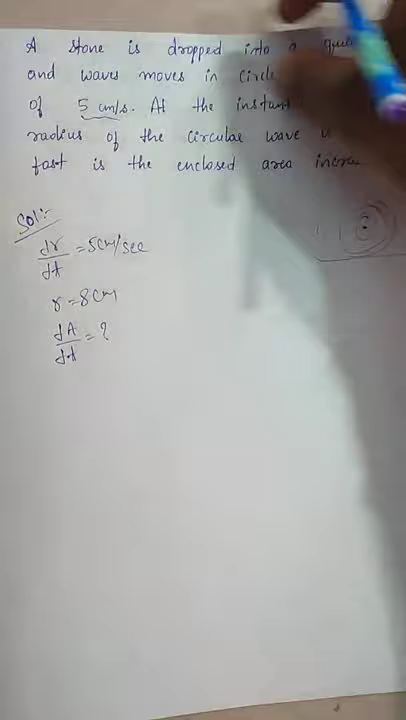 A stone is dropped into a
and waves moves in circle
of 5 cm/s. At the instant
radius of the circular wave
fast is the enclosed area
Sol:-
dr/dt = 5cm/sec
r=8cm
dA/dt = ?